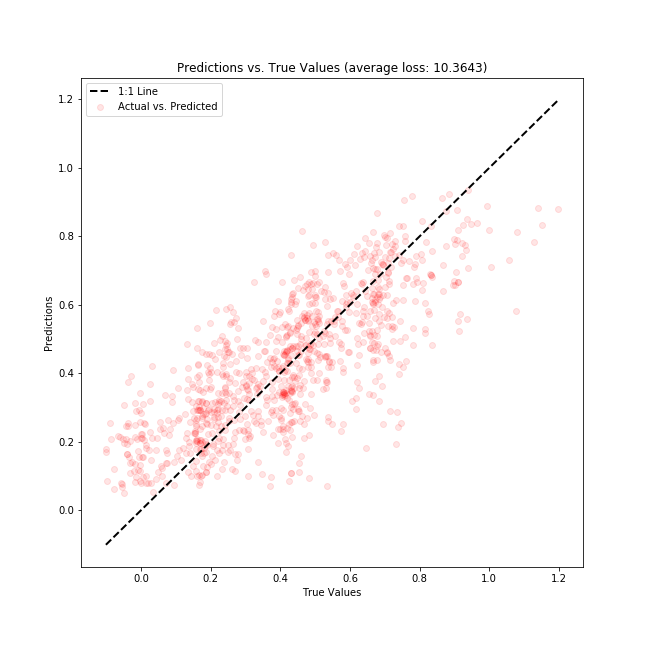 Predictions vs. True Values (average loss: 10.3643)
1:1 Line
Actual vs. Predicted
1.2
1.0
0.8
0.6
0.4
0.2
0.0
Predictions
0.0 0.2 0.4 0.6 0.8 1.0 1.2
True Values